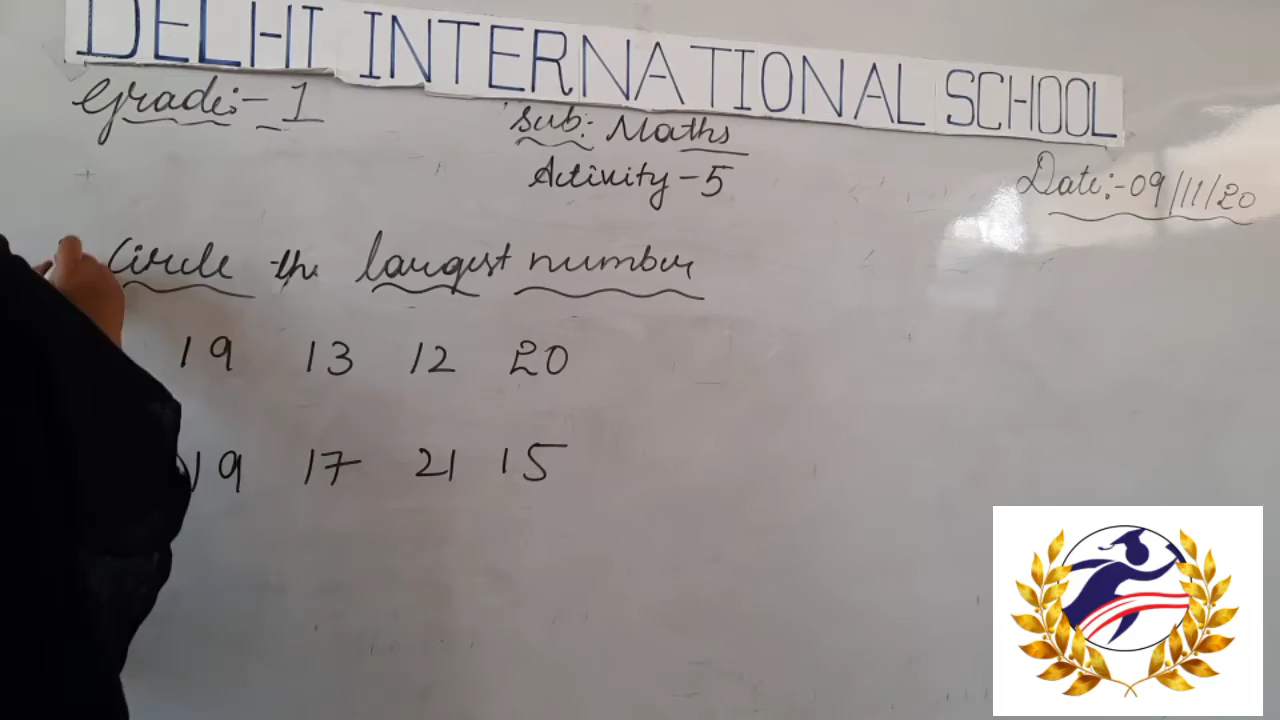 DELHI INTERNATIONAL SCHOOL
Grade:- 1
Sub: Maths
Activity - 5
Date:- 09/11/20
Circle the largest number
19 13 12 20
19 17 21 15